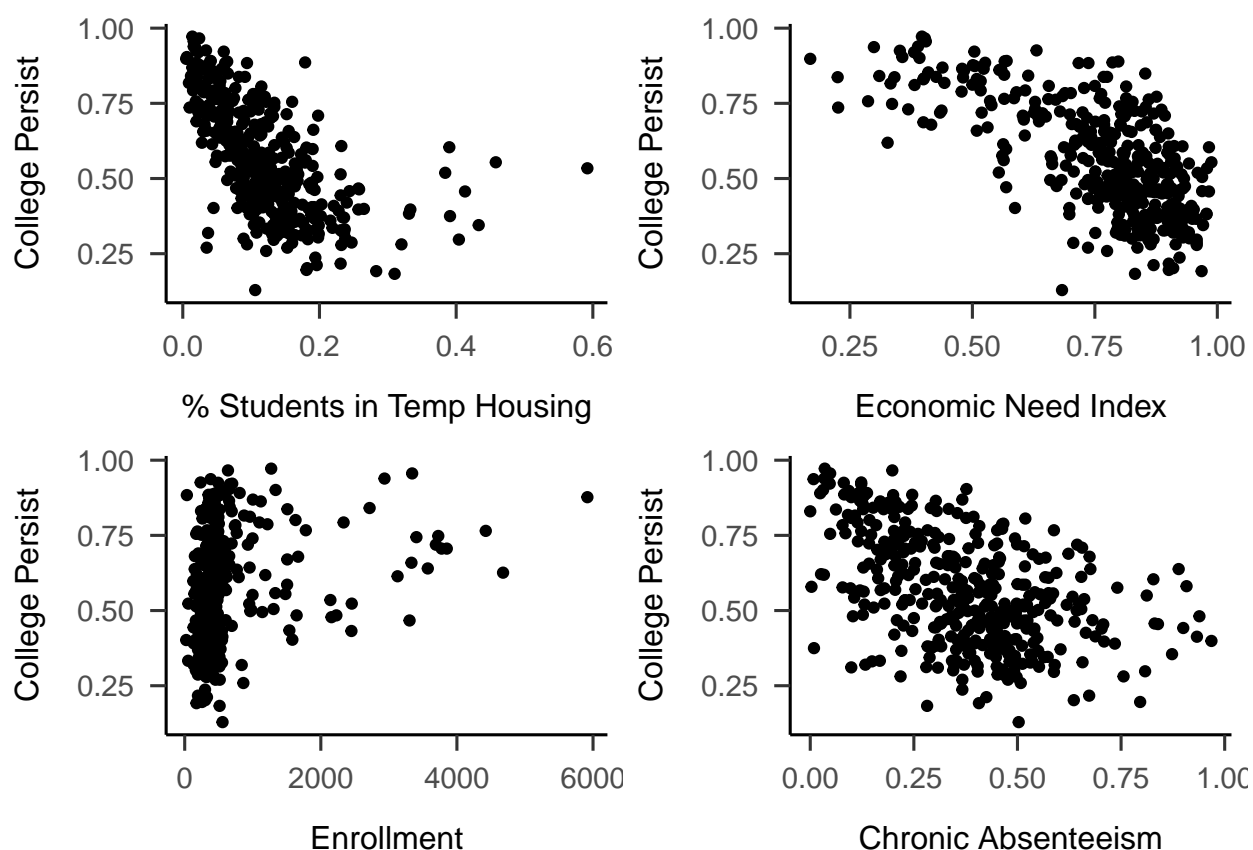 1.00
0.75
0.50
0.25
College Persist
0.0 0.2 0.4 0.6
% Students in Temp Housing
1.00
0.75
0.50
0.25
College Persist
0.25 0.50 0.75 1.00
Economic Need Index
1.00
0.75
0.50
0.25
College Persist
0 2000 4000 6000
Enrollment
1.00
0.75
0.50
0.25
College Persist
0.00 0.25 0.50 0.75 1.00
Chronic Absenteeism